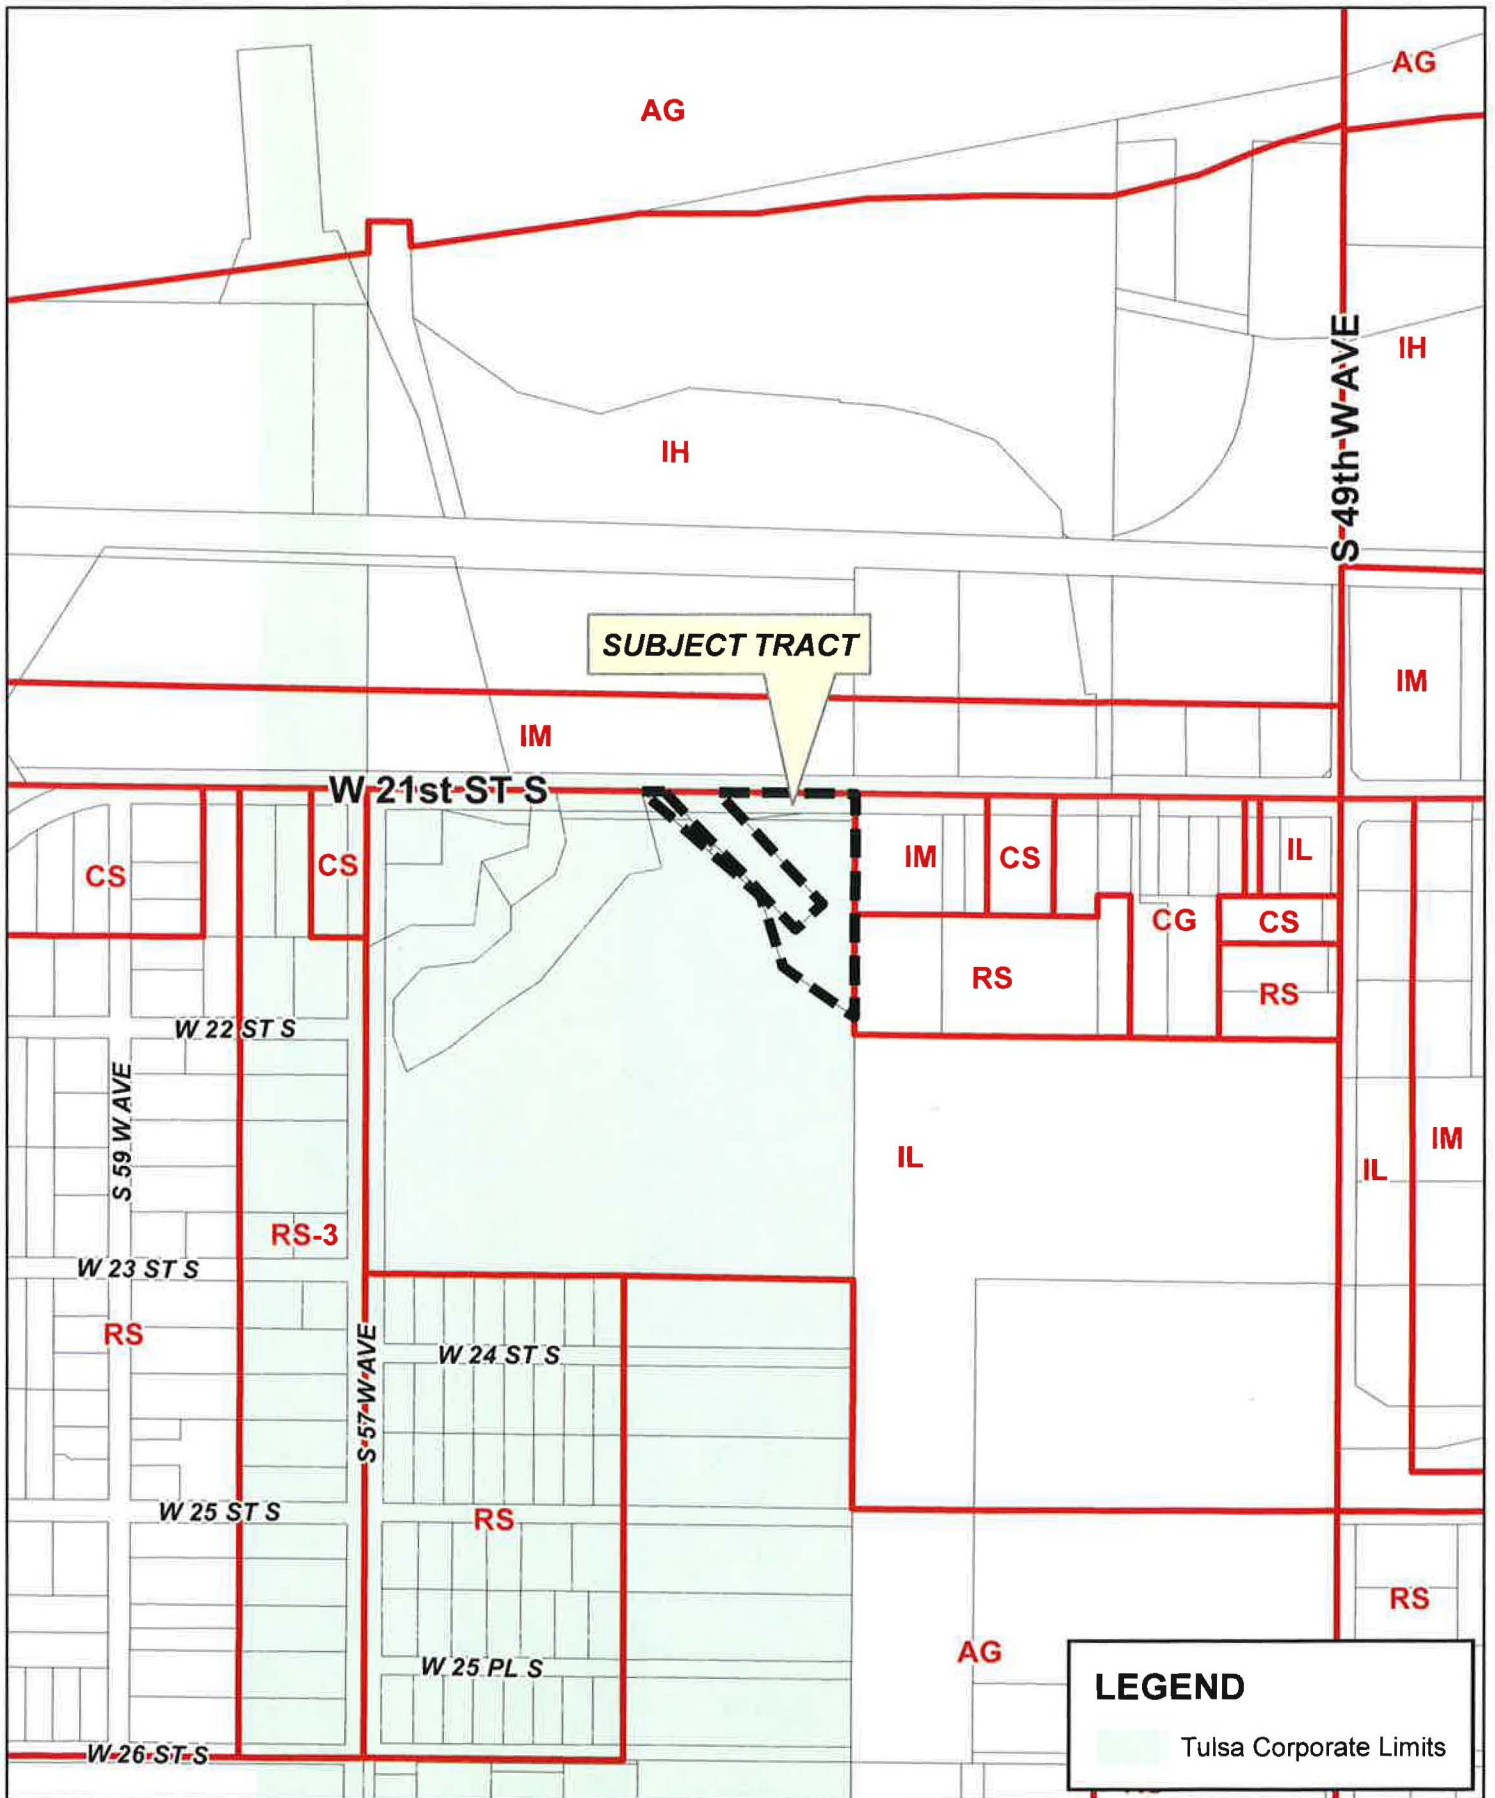 AG
AG
S 49th W AVE
IH
IH
SUBJECT TRACT
IM
IM
W 21st ST S
CS
CS
IM
CS
IL
CG
CS
RS
RS
W 22 ST S
S 59 W AVE
IL
IM
IL
RS-3
W 23 ST S
RS
S 57 W AVE
W 24 ST S
W 25 ST S
RS
RS
AG
W 25 PL S
LEGEND
Tulsa Corporate Limits
W 26 ST S